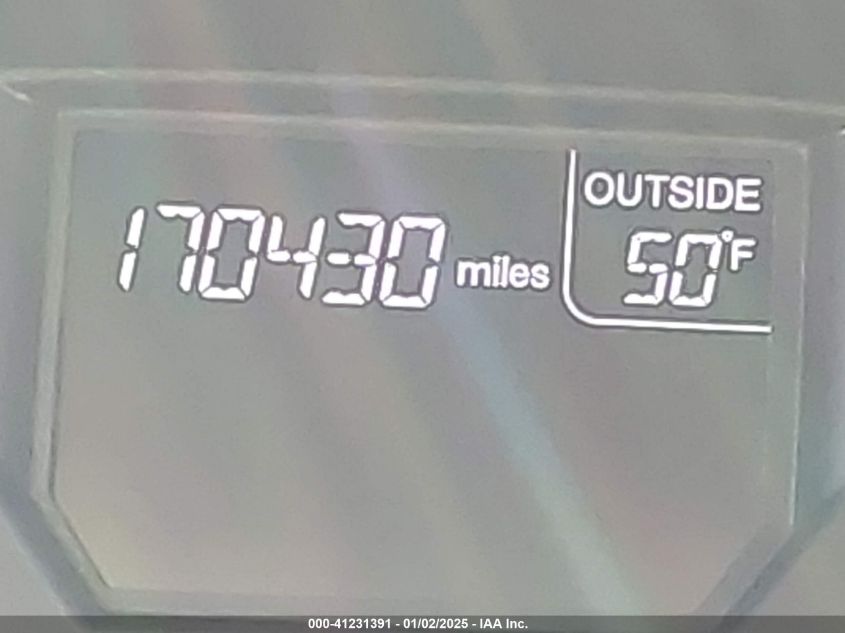 170430 miles
OUTSIDE
50°F
000-41231391 - 01/02/2025 - IAA Inc.